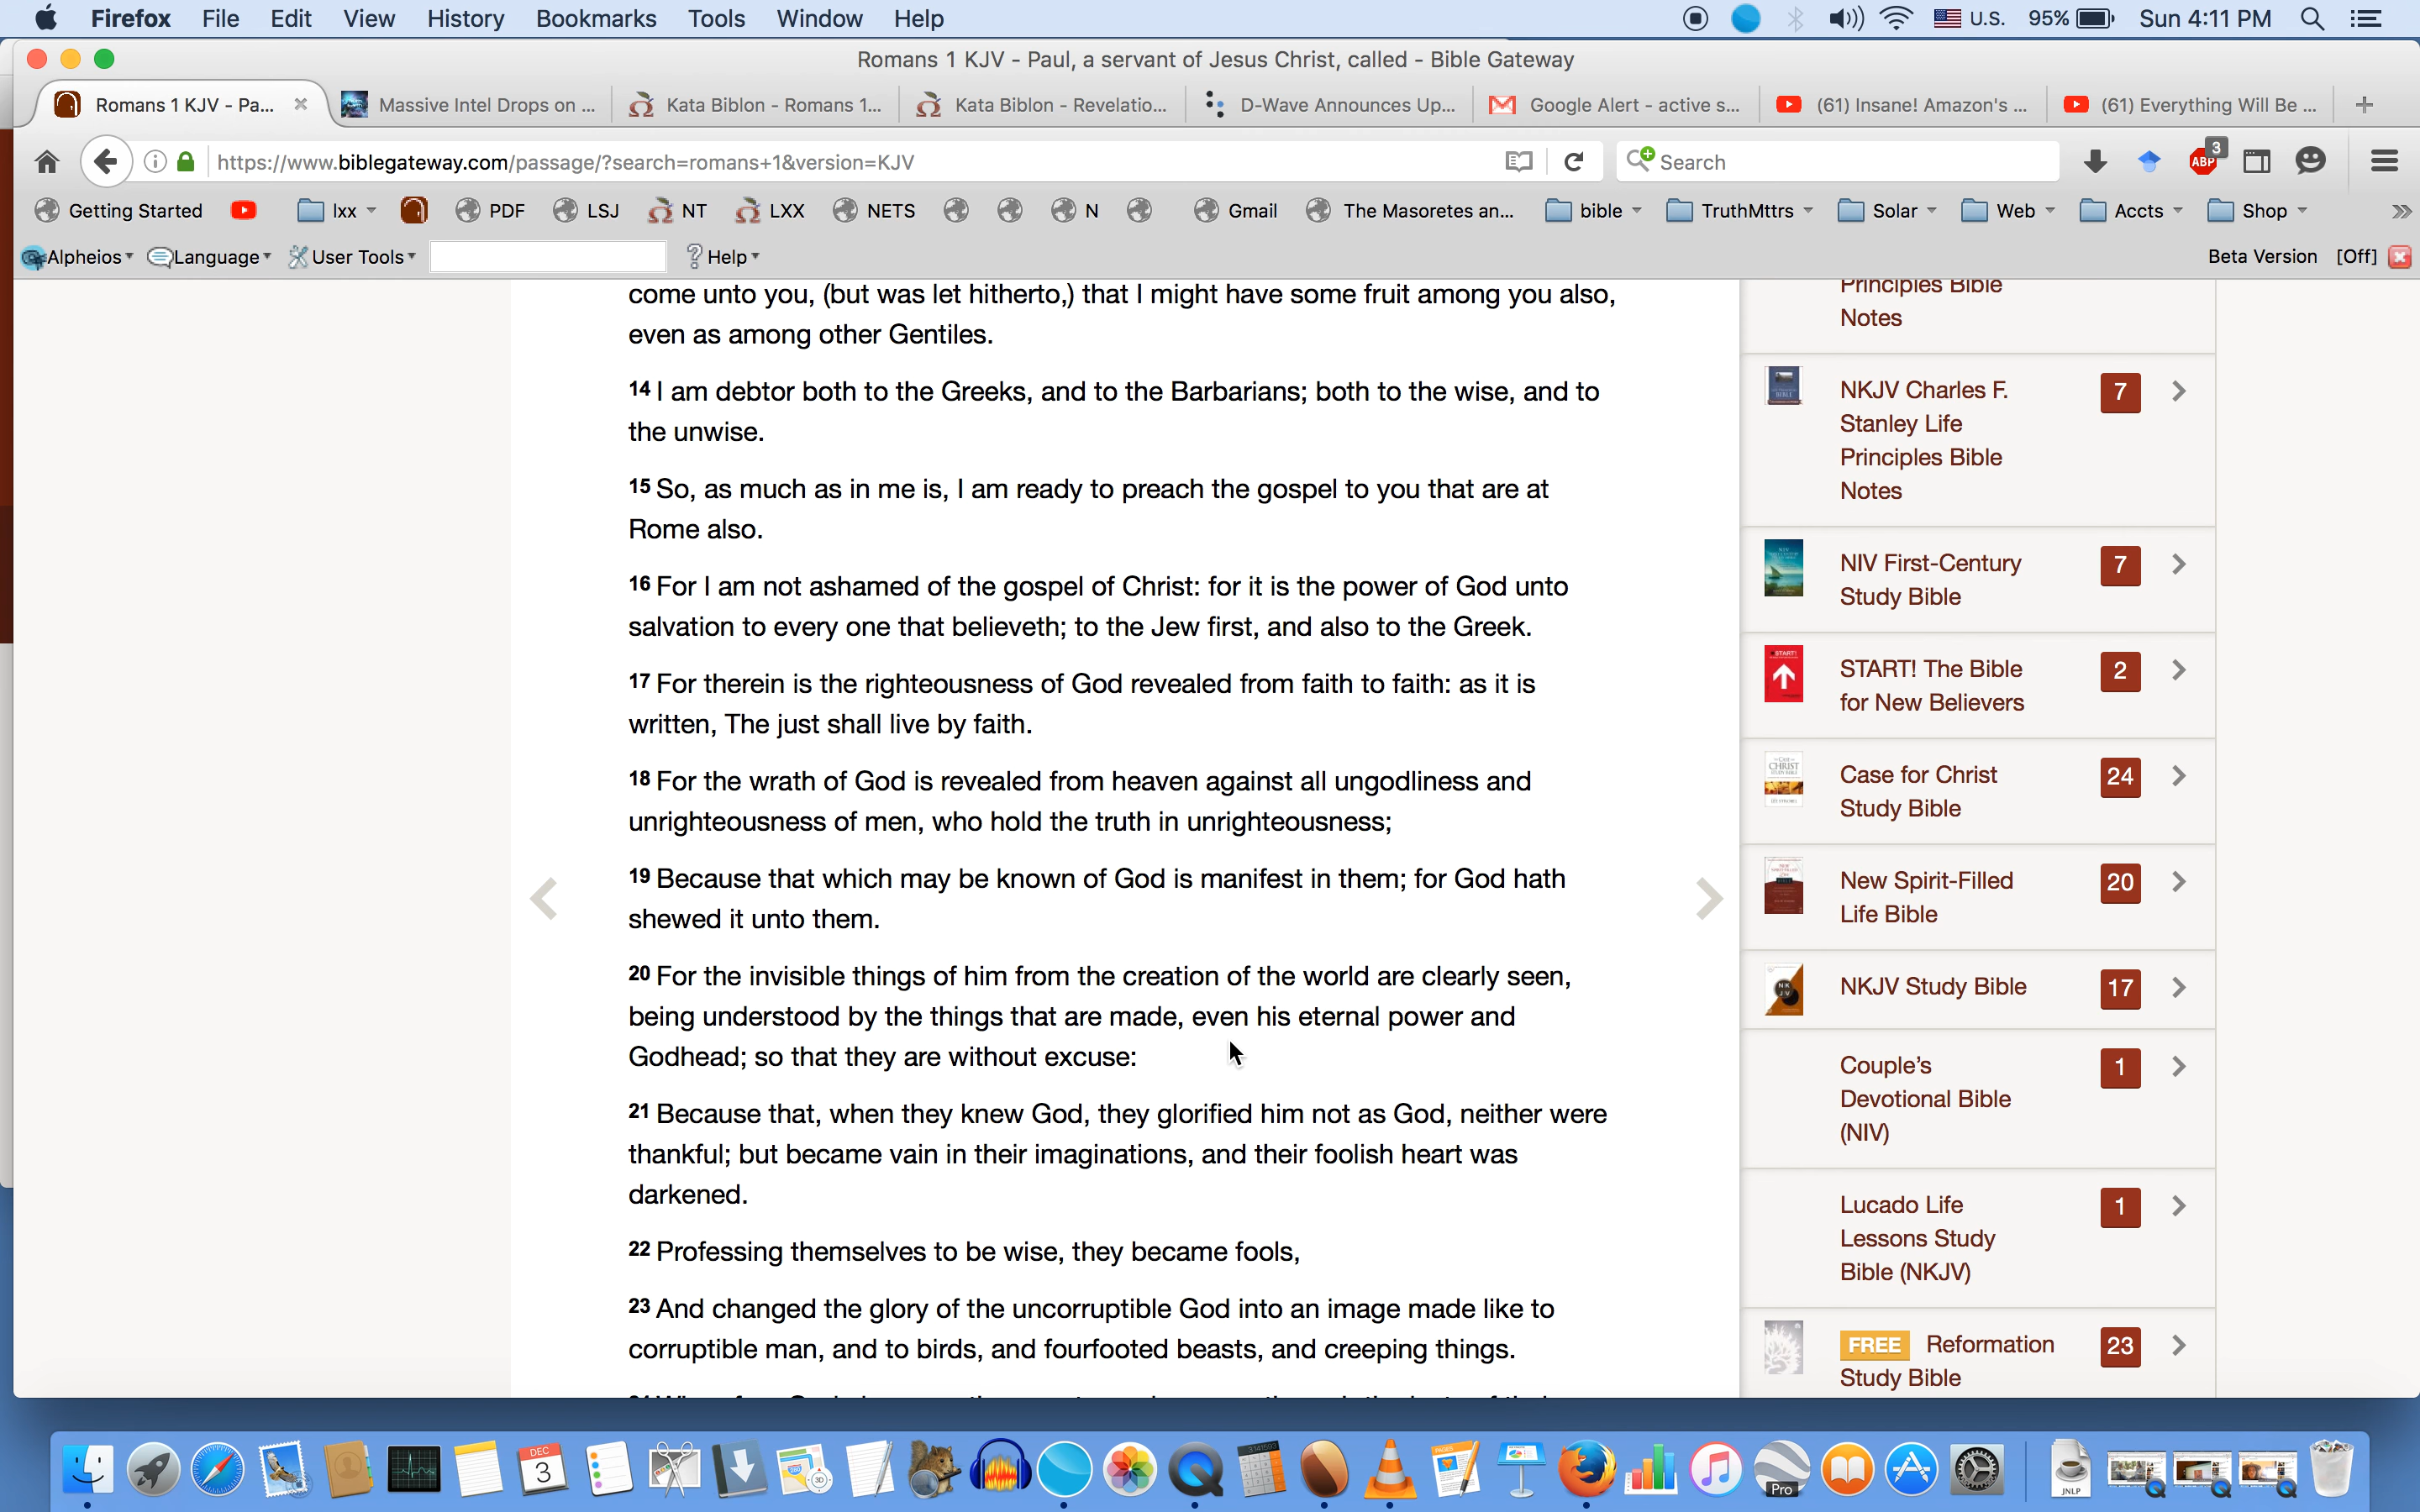 Firefox File Edit View History Bookmarks Tools Window Help U.S. 95% Sun 4:11 PM
Romans 1 KJV - Paul, a servant of Jesus Christ, called - Bible Gateway
Romans 1 KJV - Pa... Massive Intel Drops on ... Kata Biblon - Romans 1... Kata Biblon - Revelatio... D-Wave Announces Up... Google Alert - active s... (61) Insane! Amazon's ... (61) Everything Will Be ...
https://www.biblegateway.com/passage/?search=romans+1&version=KJV Search ABP 3
Getting Started lxx PDF LSJ NT LXX NETS N Gmail The Masoretes an... bible TruthMttrs Solar Web Accts Shop
Alpheios Language User Tools Help Beta Version [Off]
come unto you, (but was let hitherto,) that I might have some fruit among you also,
even as among other Gentiles.
14 I am debtor both to the Greeks, and to the Barbarians; both to the wise, and to
the unwise.
15 So, as much as in me is, I am ready to preach the gospel to you that are at
Rome also.
16 For I am not ashamed of the gospel of Christ: for it is the power of God unto
salvation to every one that believeth; to the Jew first, and also to the Greek.
17 For therein is the righteousness of God revealed from faith to faith: as it is
written, The just shall live by faith.
18 For the wrath of God is revealed from heaven against all ungodliness and
unrighteousness of men, who hold the truth in unrighteousness;
19 Because that which may be known of God is manifest in them; for God hath
shewed it unto them.
20 For the invisible things of him from the creation of the world are clearly seen,
being understood by the things that are made, even his eternal power and
Godhead; so that they are without excuse:
21 Because that, when they knew God, they glorified him not as God, neither were
thankful; but became vain in their imaginations, and their foolish heart was
darkened.
22 Professing themselves to be wise, they became fools,
23 And changed the glory of the uncorruptible God into an image made like to
corruptible man, and to birds, and fourfooted beasts, and creeping things.
Principles Bible
Notes
NKJV Charles F. 7
Stanley Life
Principles Bible
Notes
NIV First-Century 7
Study Bible
START! The Bible 2
for New Believers
Case for Christ 24
Study Bible
New Spirit-Filled 20
Life Bible
NKJV Study Bible 17
Couple's 1
Devotional Bible
(NIV)
Lucado Life 1
Lessons Study
Bible (NKJV)
FREE Reformation 23
Study Bible
DEC
3
3D
PAGES
Pro
JNLP